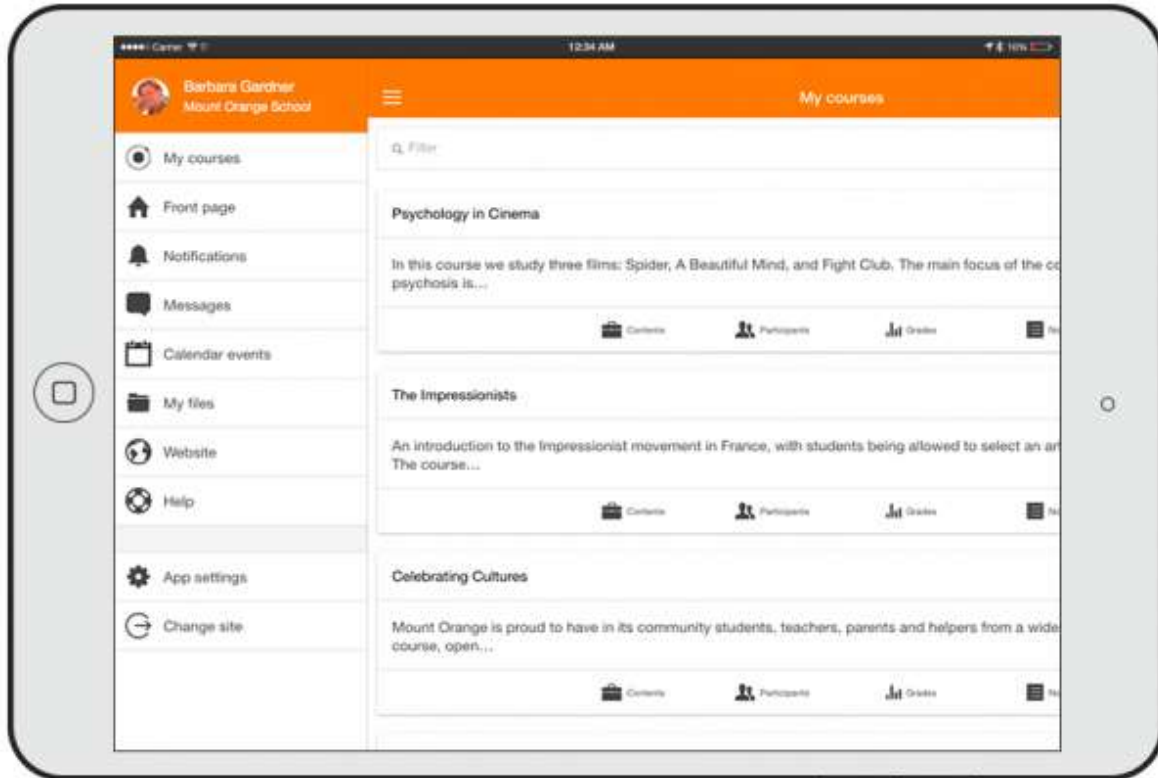 Carrier
12:34 AM
10%
Barbara Gardner
Mount Orange School
My courses
Front page
Notifications
Messages
Calendar events
My files
Website
Help
App settings
Change site
My courses
Filter
Psychology in Cinema
In this course we study three films: Spider, A Beautiful Mind, and Fight Club. The main focus of the co
psychosis is...
Contents Participants Grades No
The Impressionists
An introduction to the Impressionist movement in France, with students being allowed to select an ar
The course...
Contents Participants Grades No
Celebrating Cultures
Mount Orange is proud to have in its community students, teachers, parents and helpers from a wide
course, open...
Contents Participants Grades No